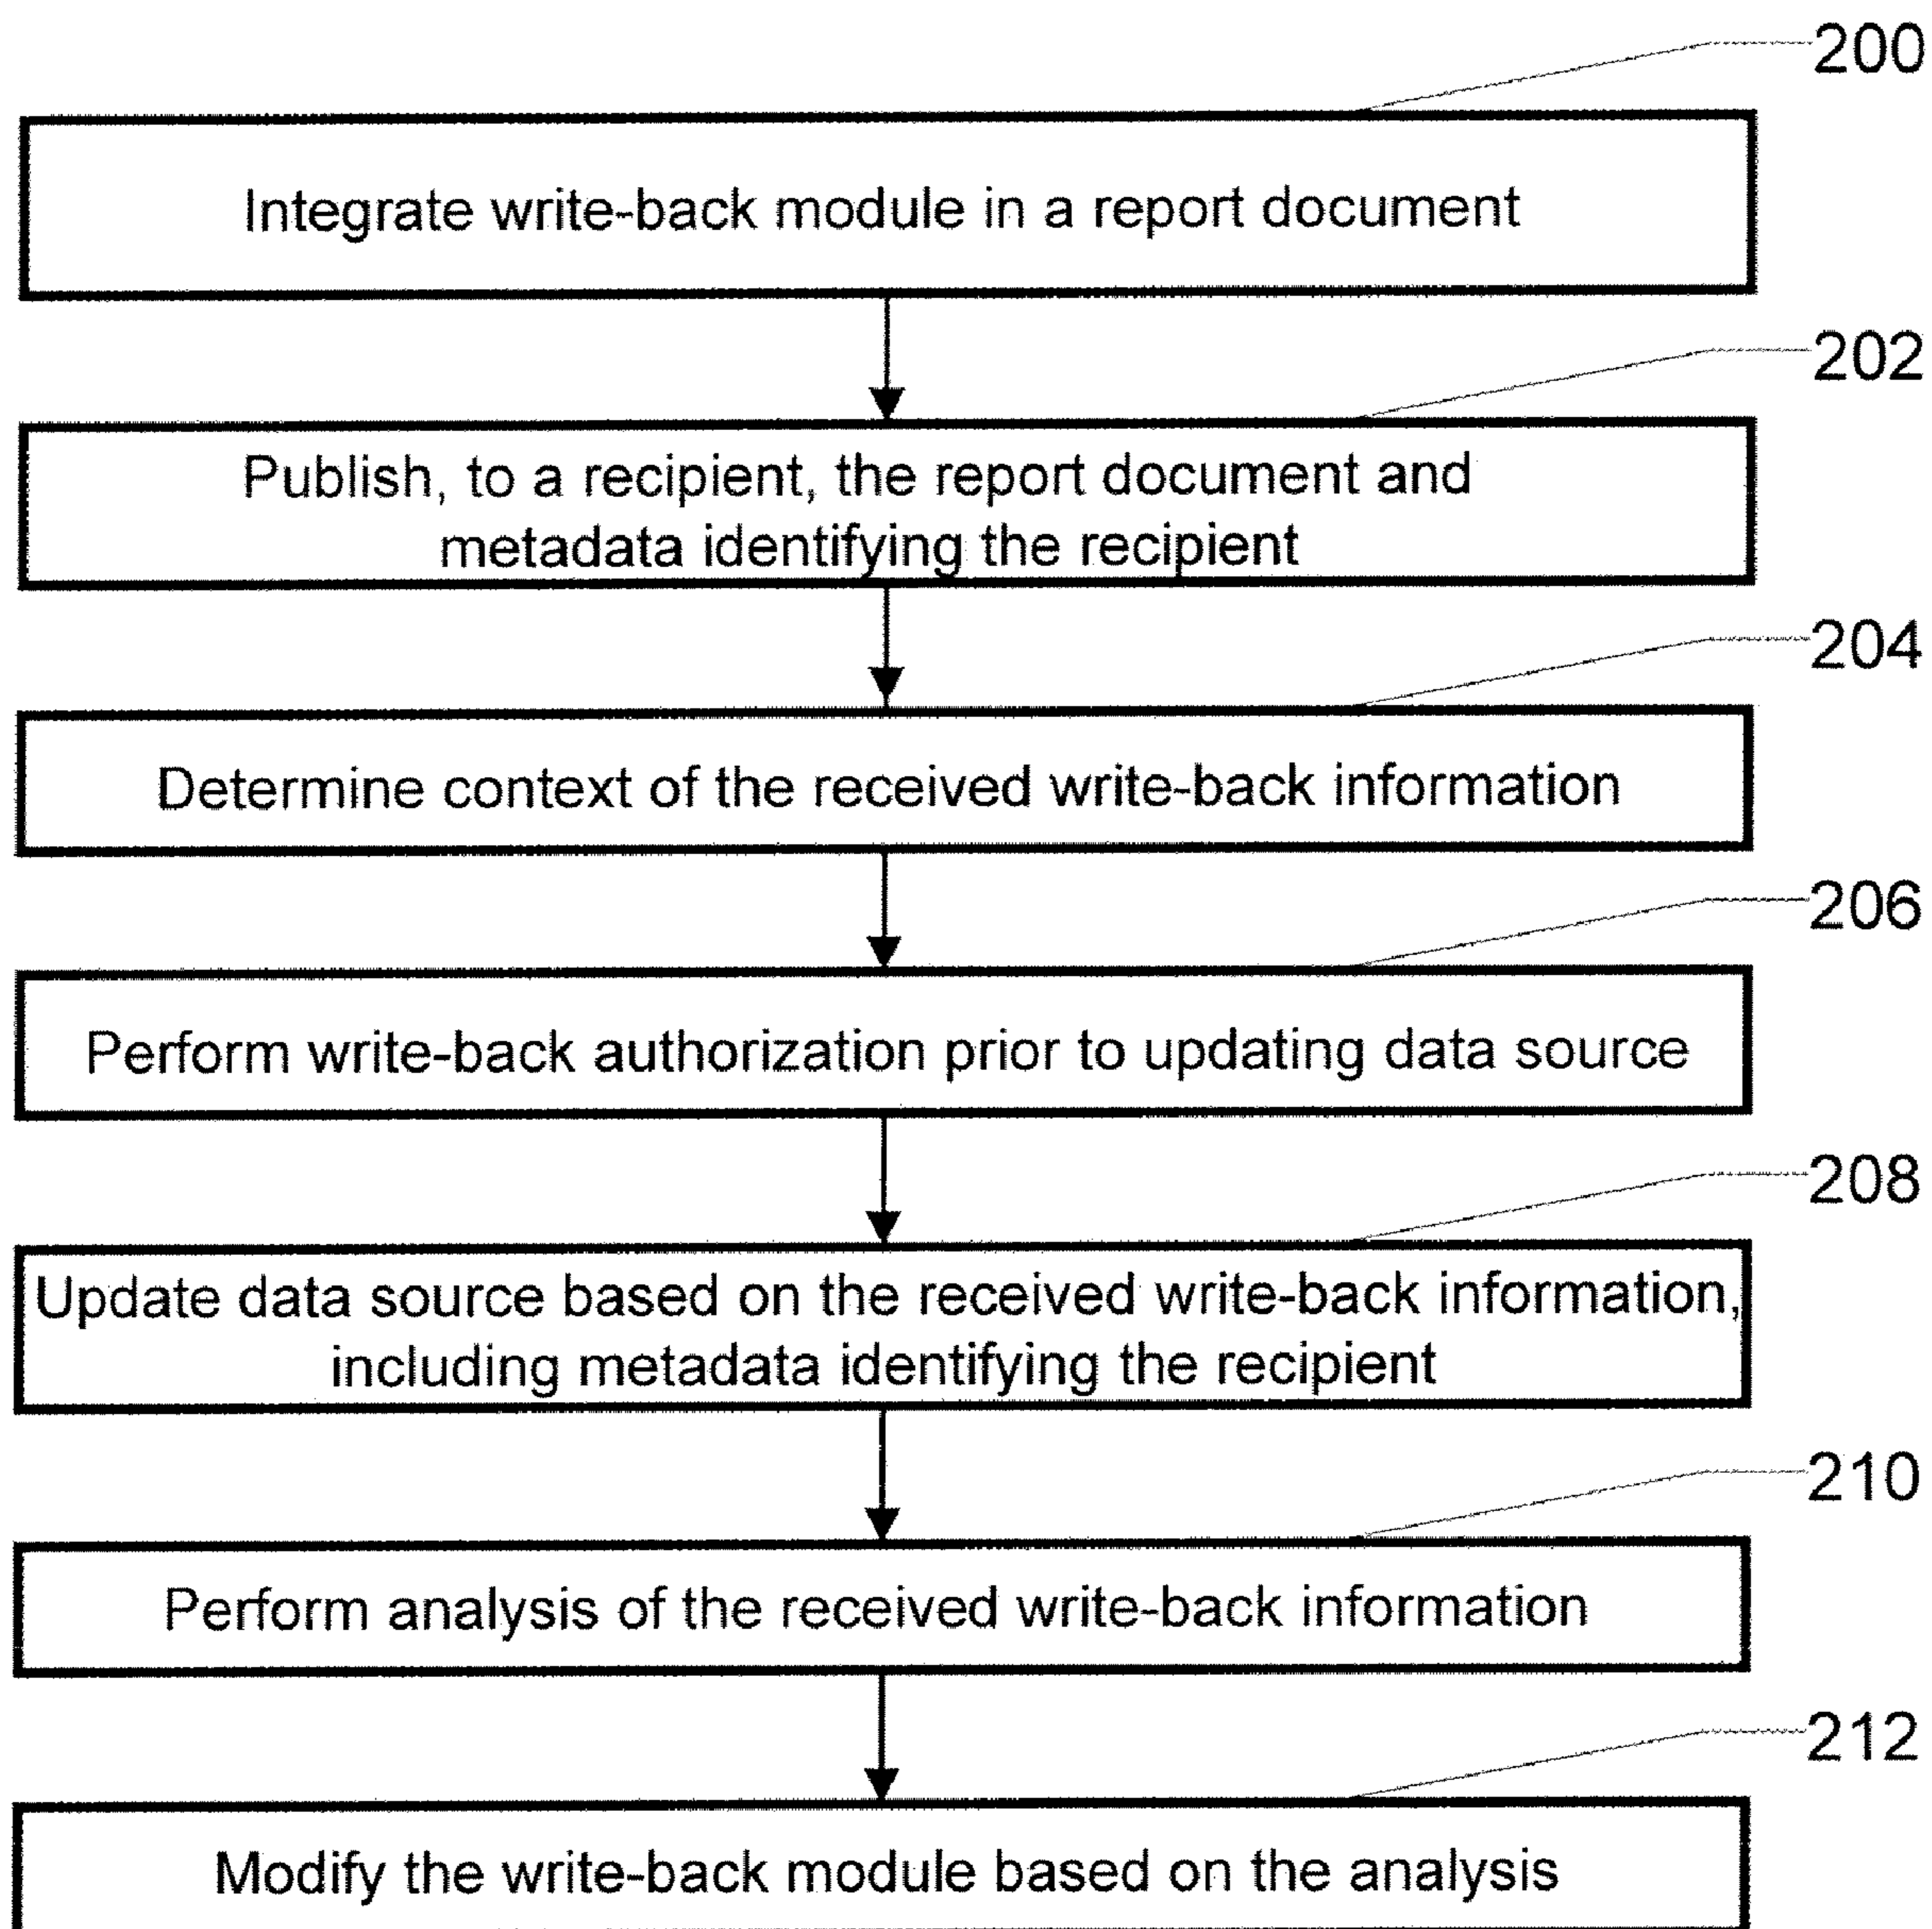 200
Integrate write-back module in a report document
202
Publish, to a recipient, the report document and
metadata identifying the recipient
204
Determine context of the received write-back information
206
Perform write-back authorization prior to updating data source
208
Update data source based on the received write-back information,
including metadata identifying the recipient
210
Perform analysis of the received write-back information
212
Modify the write-back module based on the analysis